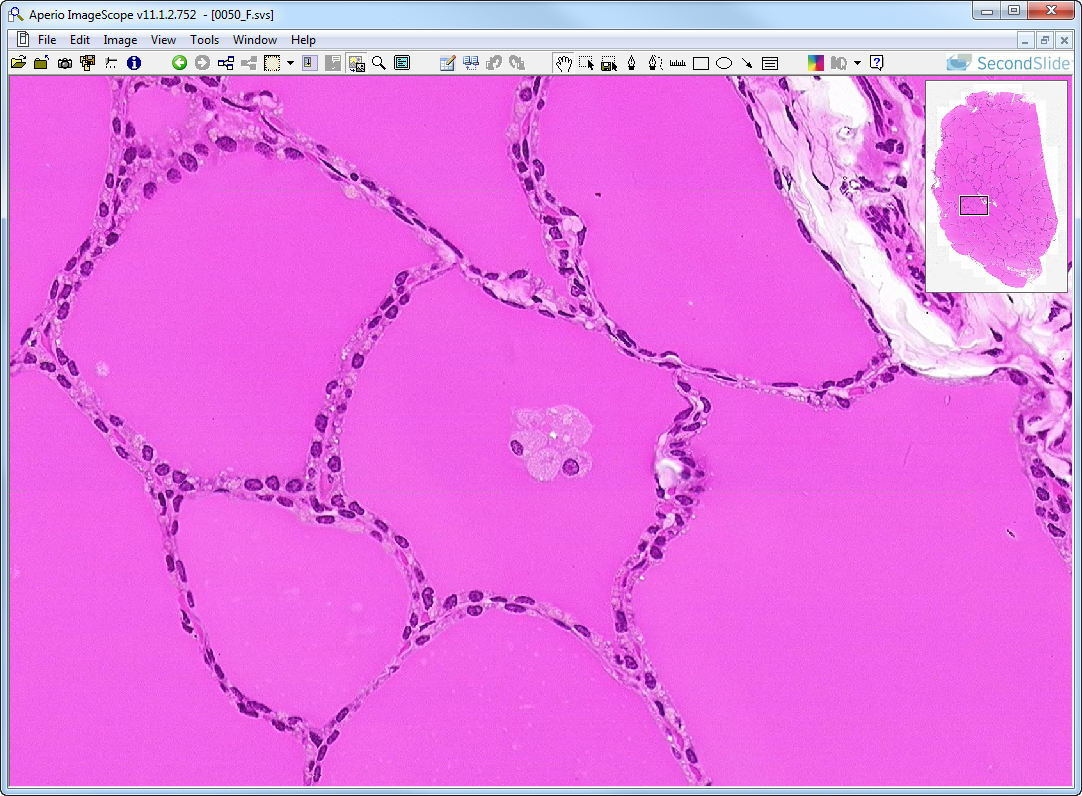 Aperio ImageScope v11.1.2.752 - [0050_F.svs]
File Edit Image View Tools Window Help
SecondSlide